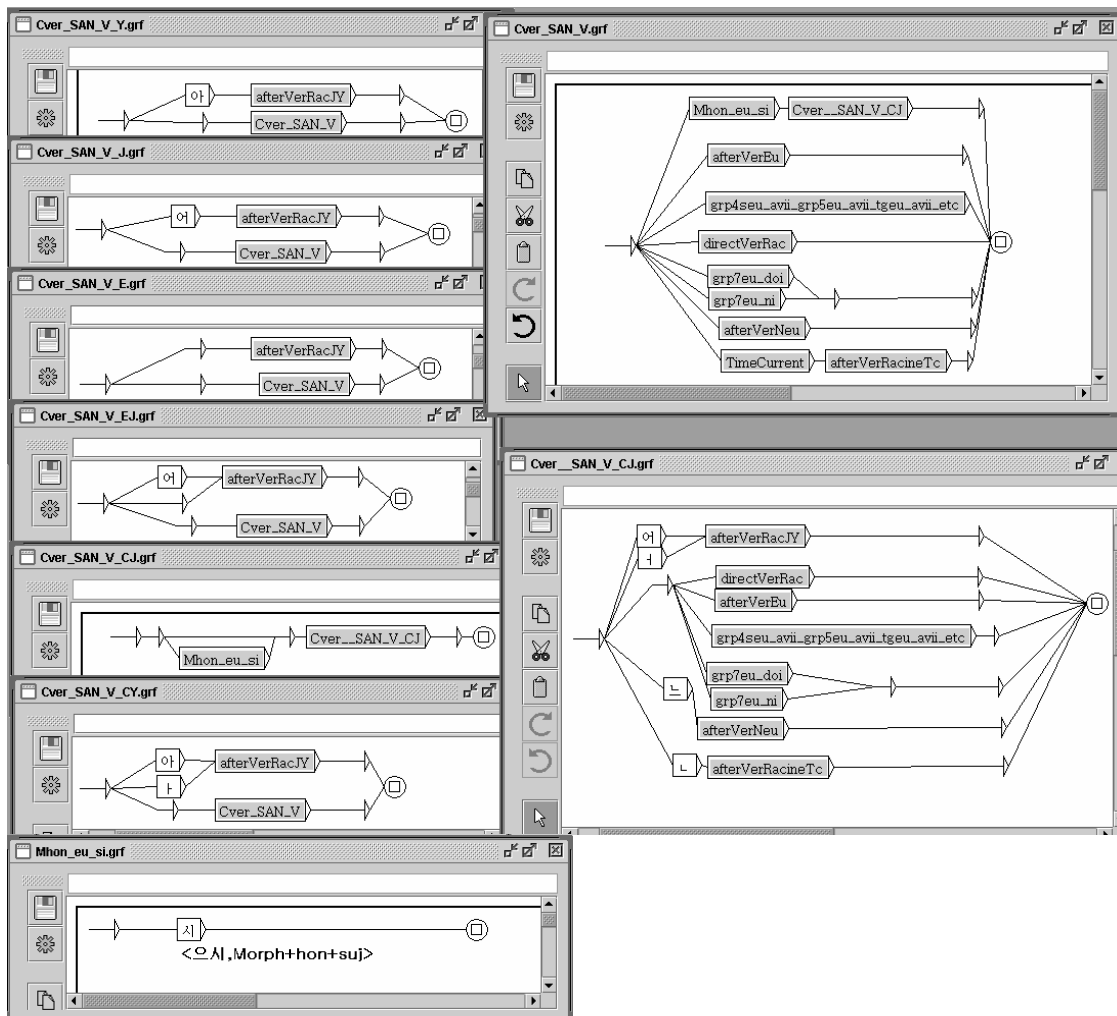 Cver_SAN_V_Y.grf
아 afterVerRacJY
Cver_SAN_V
Cver_SAN_V_J.grf
어 afterVerRacJY
Cver_SAN_V
Cver_SAN_V_E.grf
afterVerRacJY
Cver_SAN_V
Cver_SAN_V_EJ.grf
어 afterVerRacJY
Cver_SAN_V
Cver_SAN_V_CJ.grf
Mhon_eu_si Cver__SAN_V_CJ
Cver_SAN_V_CY.grf
아 afterVerRacJY
ㅏ
Cver_SAN_V
Mhon_eu_si.grf
시
<으시,Morph+hon+suj>
Cver_SAN_V.grf
Mhon_eu_si Cver__SAN_V_CJ
afterVerEu
grp4seu_avii_grp5eu_avii_tgeu_avii_etc
directVerRac
grp7eu_doi
grp7eu_ni
afterVerNeu
TimeCurrent afterVerRacineTc
Cver__SAN_V_CJ.grf
어 afterVerRacJY
ㅓ
directVerRac
afterVerEu
grp4seu_avii_grp5eu_avii_tgeu_avii_etc
grp7eu_doi
grp7eu_ni
느 afterVerNeu
ㄴ afterVerRacineTc